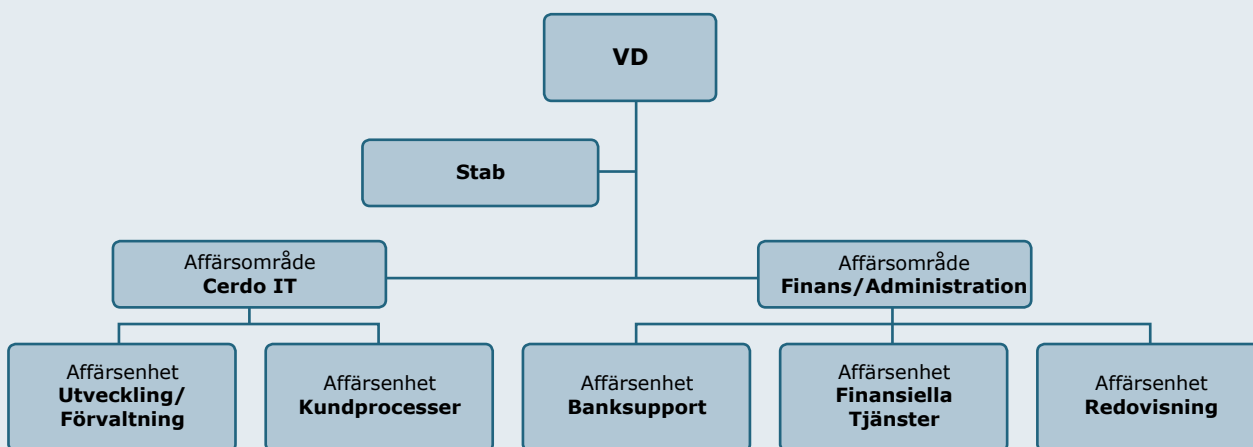 VD
Stab
Affärsområde
Cerdo IT
Affärsområde
Finans/Administration
Affärsenhet
Utveckling/
Förvaltning
Affärsenhet
Kundprocesser
Affärsenhet
Banksupport
Affärsenhet
Finansiella
Tjänster
Affärsenhet
Redovisning